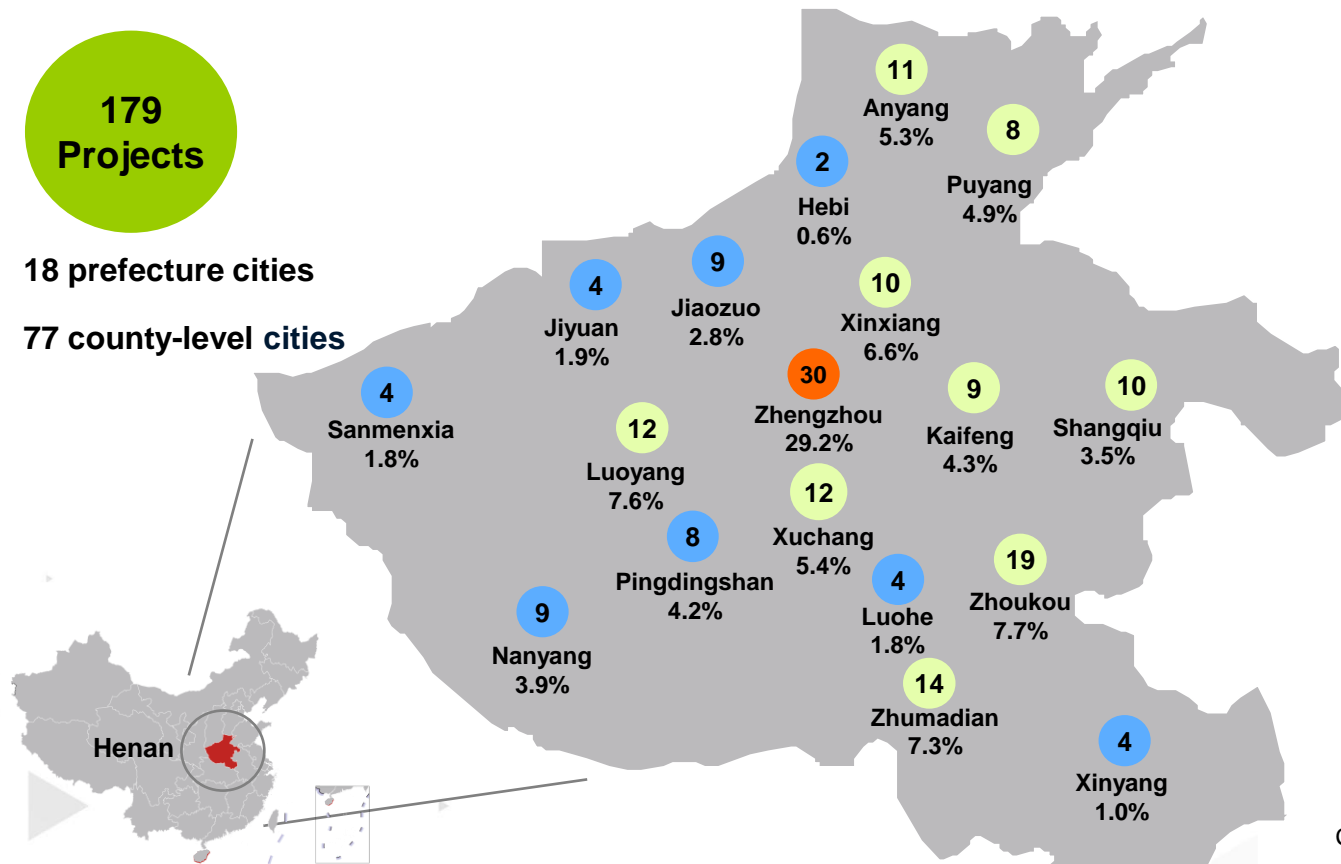 179
Projects
18 prefecture cities
77 county-level cities
11
Anyang
5.3%
8
Puyang
4.9%
2
Hebi
0.6%
9
Jiaozuo
2.8%
4
Jiyuan
1.9%
10
Xinxiang
6.6%
30
Zhengzhou
29.2%
9
Kaifeng
4.3%
10
Shangqiu
3.5%
4
Sanmenxia
1.8%
12
Luoyang
7.6%
12
Xuchang
5.4%
8
Pingdingshan
4.2%
4
Luohe
1.8%
19
Zhoukou
7.7%
9
Nanyang
3.9%
14
Zhumadian
7.3%
4
Xinyang
1.0%
Henan